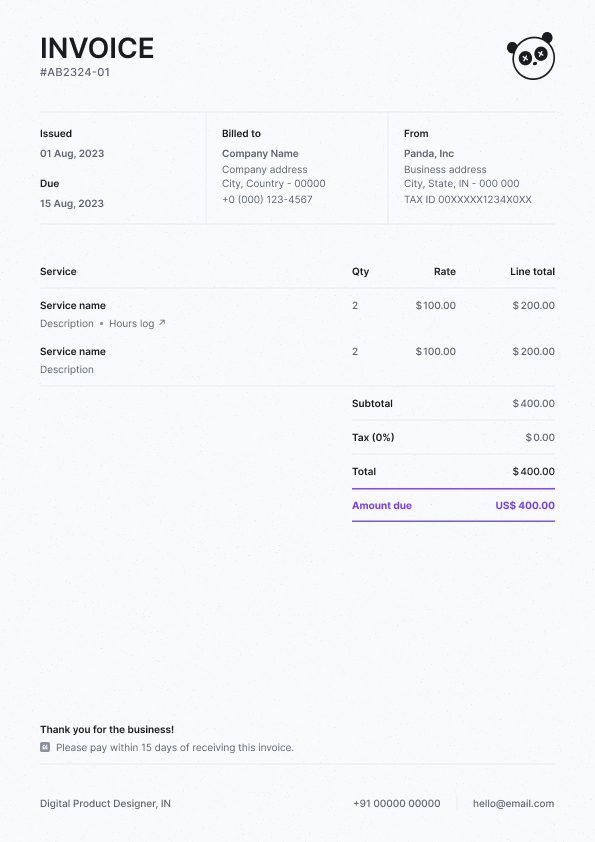 INVOICE
#AB2324-01
Issued
01 Aug, 2023
Due
15 Aug, 2023
Billed to
Company Name
Company address
City, Country - 00000
+0 (000) 123-4567
From
Panda, Inc
Business address
City, State, IN - 000 000
TAX ID 00XXXXX1234X0XX
Service Qty Rate Line total
Service name 2 $100.00 $200.00
Description • Hours log ↗
Service name 2 $100.00 $200.00
Description
Subtotal $400.00
Tax (0%) $0.00
Total $400.00
Amount due US$ 400.00
Thank you for the business!
Please pay within 15 days of receiving this invoice.
Digital Product Designer, IN +91 00000 00000 hello@email.com